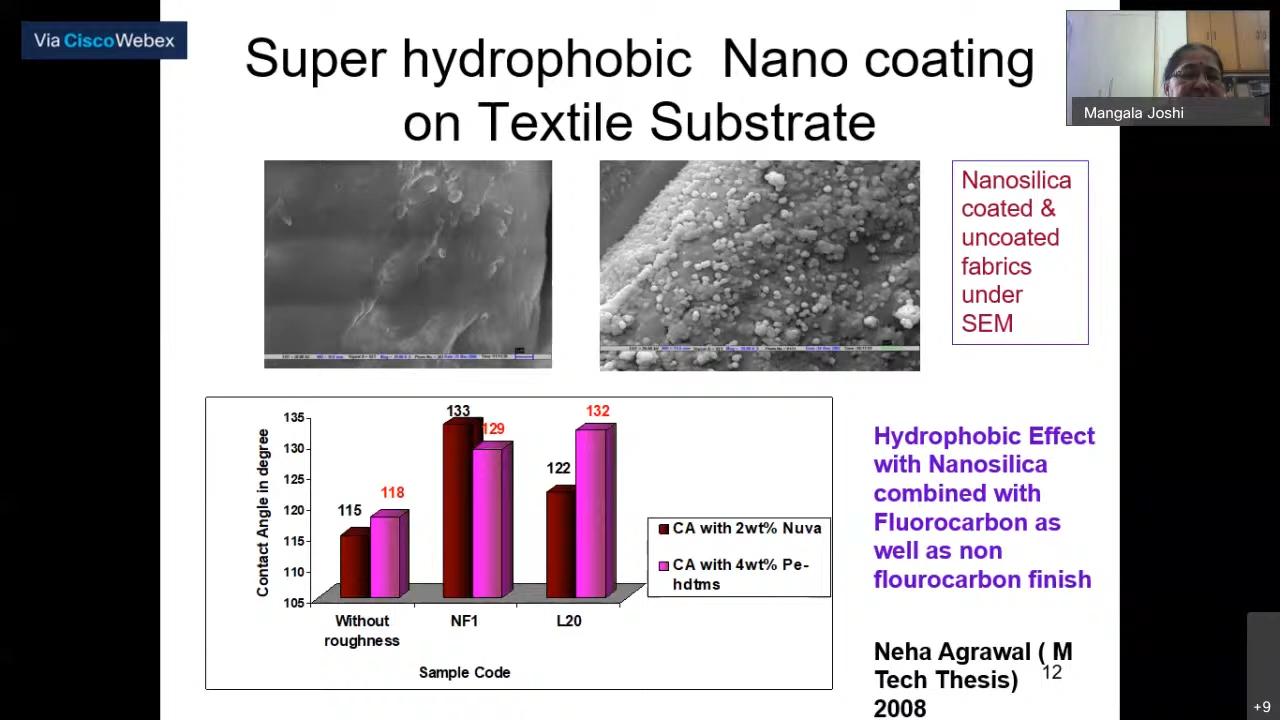 Via CiscoWebex
Super hydrophobic Nano coating
on Textile Substrate
Mangala Joshi
Nanosilica
coated &
uncoated
fabrics
under
SEM
135
130
125
120
115
110
105
Contact Angle in degree
115
118
133
129
122
132
Without
roughness
NF1
L20
Sample Code
CA with 2wt% Nuva
CA with 4wt% Pe-
hdtms
Hydrophobic Effect
with Nanosilica
combined with
Fluorocarbon as
well as non
flourocarbon finish
Neha Agrawal ( M
Tech Thesis)
2008
12
+9